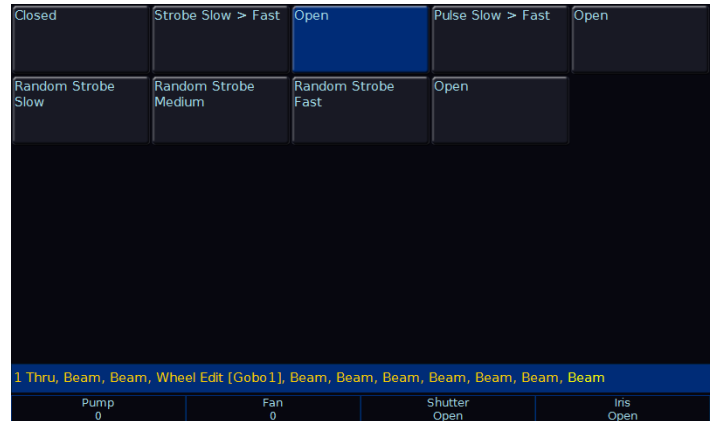 Closed
Strobe Slow > Fast
Open
Pulse Slow > Fast
Open
Random Strobe
Slow
Random Strobe
Medium
Random Strobe
Fast
Open
1 Thru, Beam, Beam, Wheel Edit [Gobo1], Beam, Beam, Beam, Beam, Beam, Beam, Beam
Pump
0
Fan
0
Shutter
Open
Iris
Open